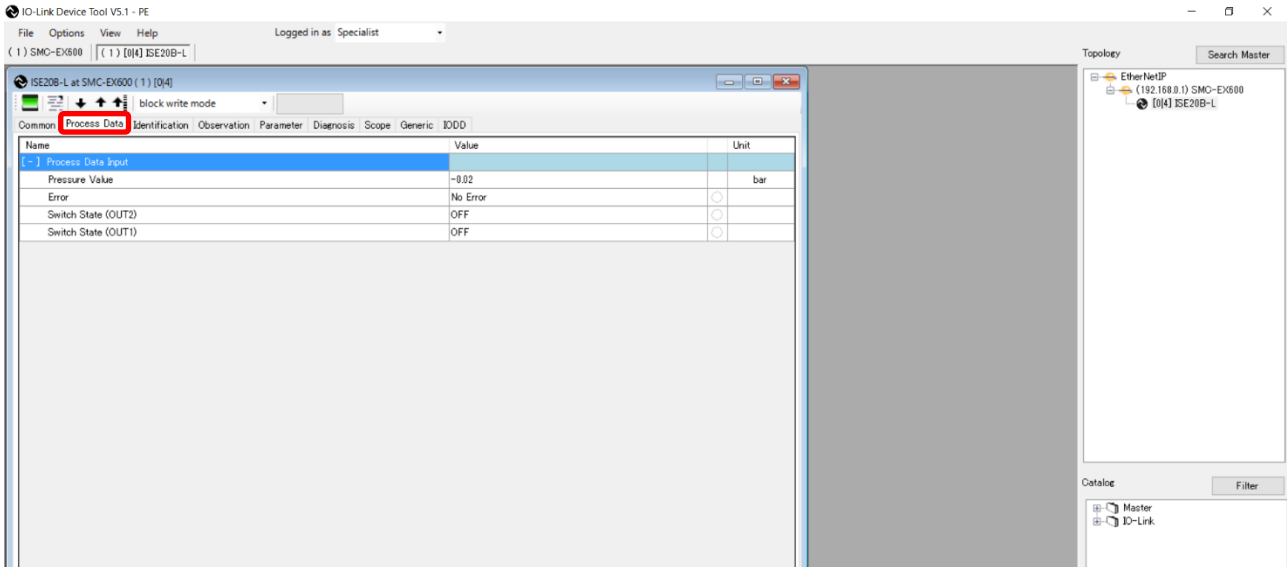 IO-Link Device Tool V5.1 - PE
File Options View Help Logged in as Specialist
( 1 ) SMC-EX600 ( 1 ) [0|4] ISE20B-L
Topology Search Master
EtherNetIP
(192.168.0.1) SMC-EX600
[0|4] ISE20B-L
ISE20B-L at SMC-EX600 ( 1 ) [0|4]
block write mode
Common Process Data Identification Observation Parameter Diagnosis Scope Generic IODD
Name Value Unit
[ - ] Process Data Input
Pressure Value -0.02 bar
Error No Error
Switch State (OUT2) OFF
Switch State (OUT1) OFF
Catalog Filter
Master
IO-Link